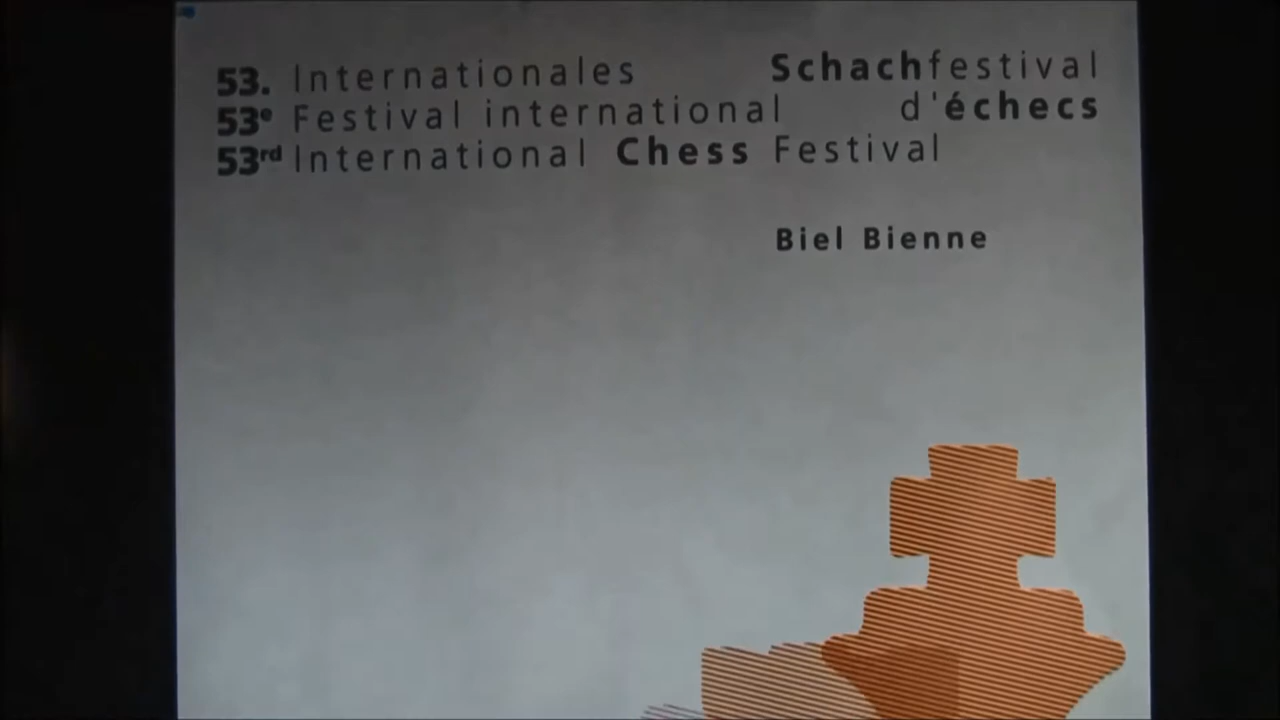 53. Internationales Schachfestival
53e Festival international d'échecs
53rd International Chess Festival
Biel Bienne